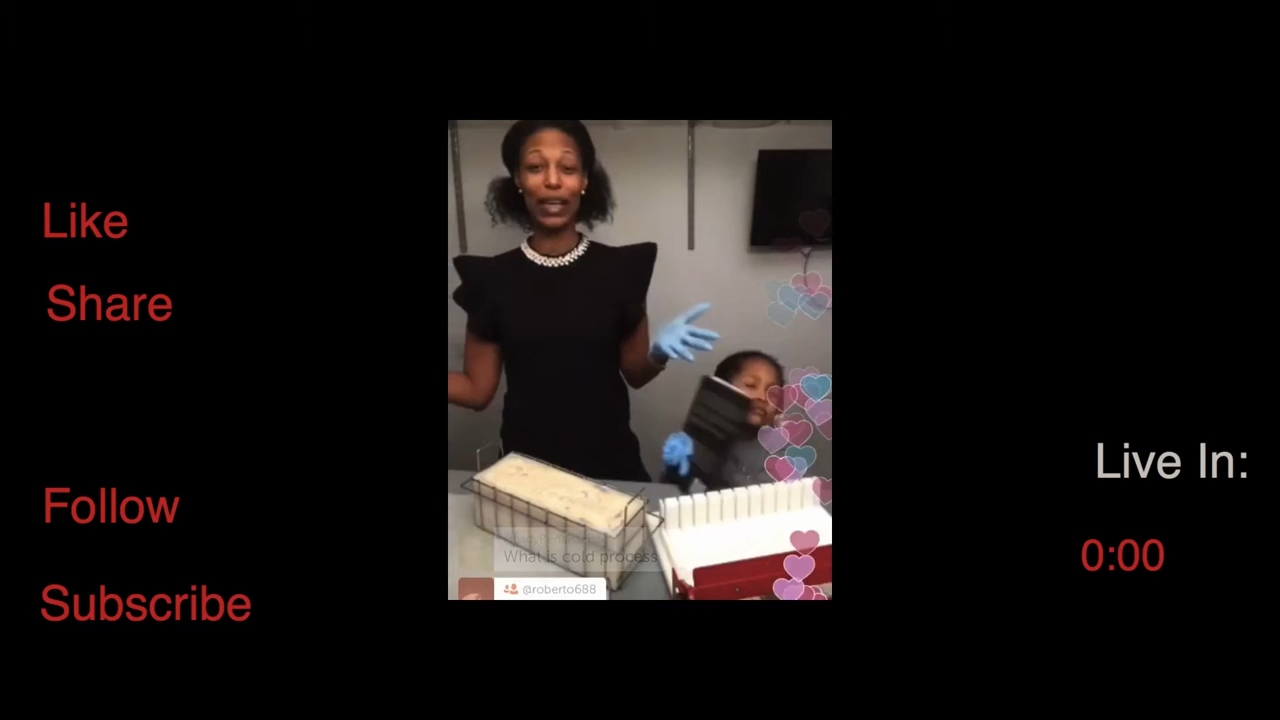 Like
Share
Follow
Subscribe
What is cold process
@roberto688
Live In:
0:00